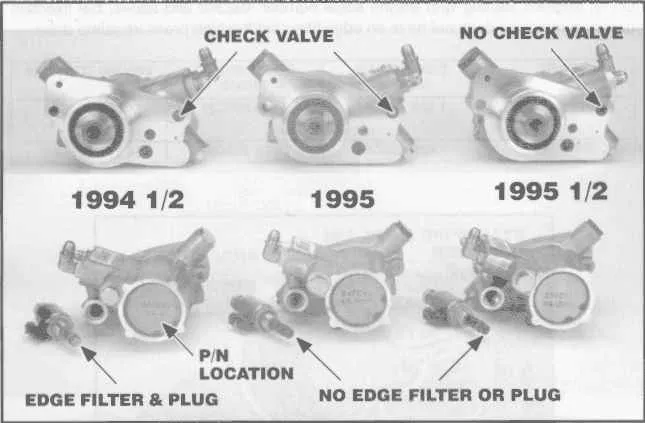 CHECK VALVE
NO CHECK VALVE
1994 1/2
1995
1995 1/2
P/N
LOCATION
EDGE FILTER & PLUG
NO EDGE FILTER OR PLUG